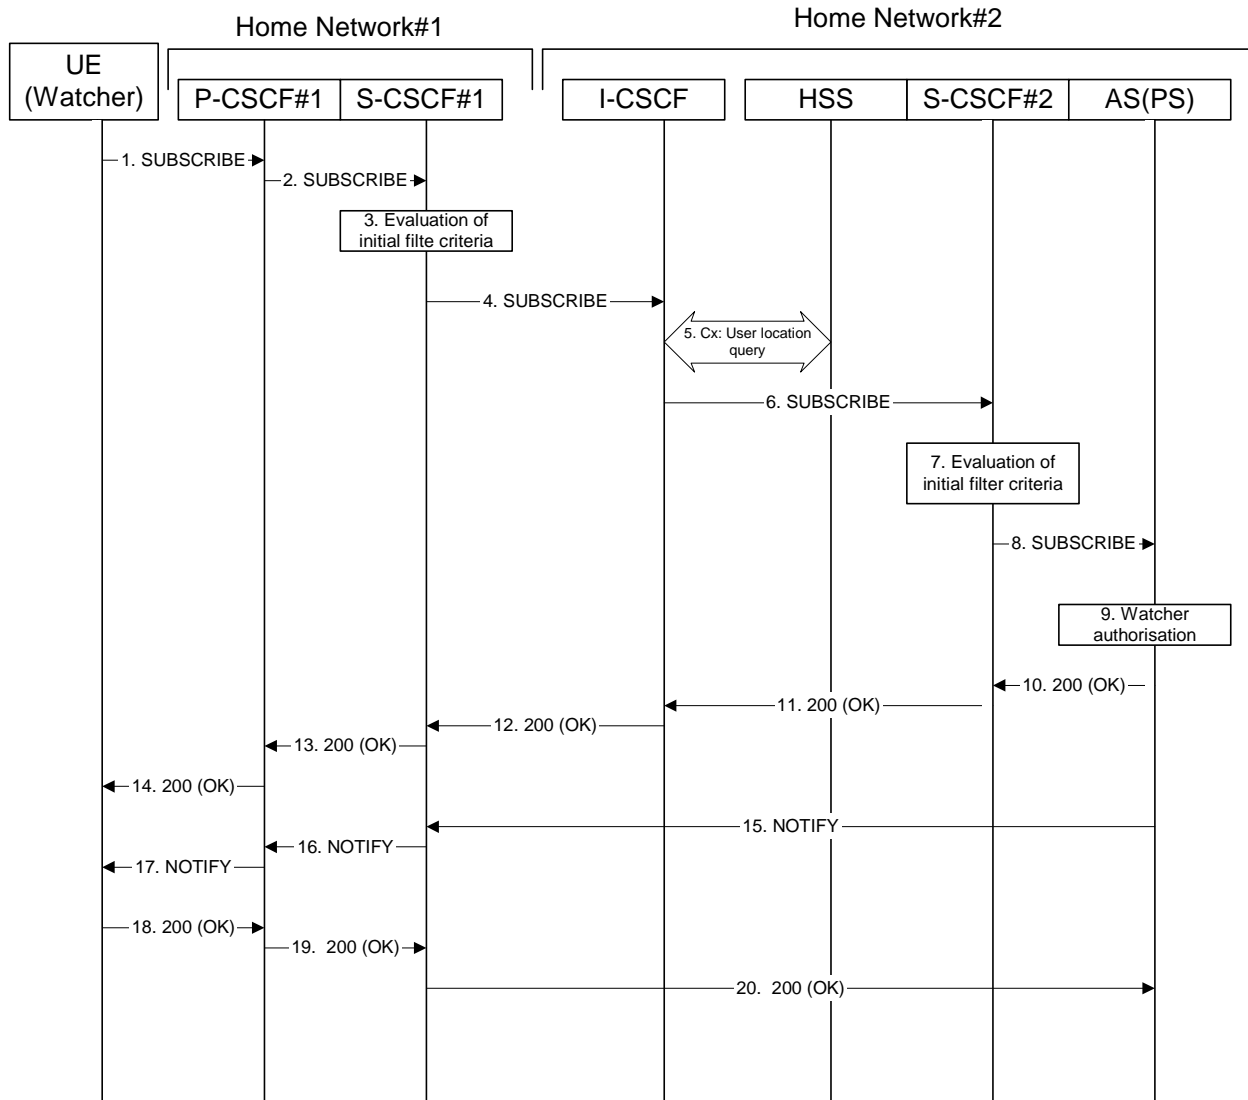 Home Network#1
Home Network#2
UE
(Watcher)
P-CSCF#1
S-CSCF#1
I-CSCF
HSS
S-CSCF#2
AS(PS)
1. SUBSCRIBE
2. SUBSCRIBE
3. Evaluation of
initial filte criteria
4. SUBSCRIBE
5. Cx: User location
query
6. SUBSCRIBE
7. Evaluation of
initial filter criteria
8. SUBSCRIBE
9. Watcher
authorisation
10. 200 (OK)
11. 200 (OK)
12. 200 (OK)
13. 200 (OK)
14. 200 (OK)
15. NOTIFY
16. NOTIFY
17. NOTIFY
18. 200 (OK)
19. 200 (OK)
20. 200 (OK)